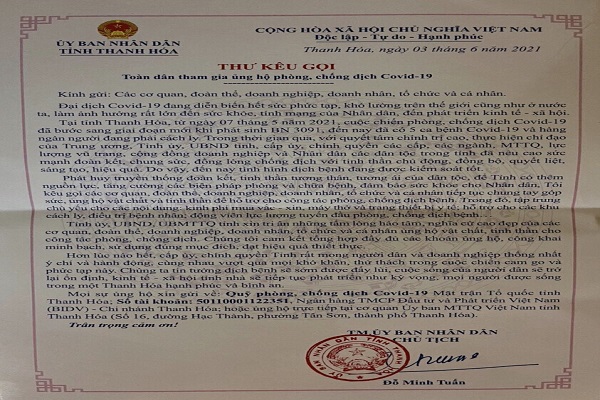 ỦY BAN NHÂN DÂN
TỈNH THANH HÓA
CỘNG HÒA XÃ HỘI CHỦ NGHĨA VIỆT NAM
Độc lập - Tự do - Hạnh phúc
Thanh Hóa, ngày 03 tháng 6 năm 2021
THƯ KÊU GỌI
Toàn dân tham gia ủng hộ phòng, chống dịch Covid-19
Kính gửi: Các cơ quan, đoàn thể, doanh nghiệp, doanh nhân, tổ chức và cá nhân.
Đại dịch Covid-19 đang diễn biến hết sức phức tạp, khó lường trên thế giới cũng như ở nước
ta, làm ảnh hưởng rất lớn đến sức khỏe, tính mạng của Nhân dân, đến phát triển kinh tế - xã hội.
Tại tỉnh Thanh Hóa, từ ngày 07 tháng 5 năm 2021, cuộc chiến phòng, chống dịch Covid-19
đã bước sang giai đoạn mới khi phát sinh BN 3091, đến nay đã có 5 ca bệnh Covid-19 và hàng
ngàn người đang phải cách ly. Trong thời gian qua, với quyết tâm chính trị cao, thực hiện chỉ đạo
của Trung ương, Tỉnh ủy, UBND tỉnh, cấp ủy, chính quyền các cấp, các ngành, MTTQ, lực
lượng vũ trang, cộng đồng doanh nghiệp và Nhân dân các dân tộc trong tỉnh đã nêu cao sức
mạnh đoàn kết, chung sức, đồng lòng chống dịch với tinh thần chủ động, đồng bộ, quyết liệt,
sáng tạo, hiệu quả. Do vậy, đến nay tình hình dịch bệnh đang được kiểm soát tốt.
Phát huy truyền thống đoàn kết, tinh thần tương thân, tương ái của dân tộc, để Tỉnh có thêm
nguồn lực, tăng cường các biện pháp phòng và chữa bệnh, đảm bảo sức khỏe cho Nhân dân, Tôi
kêu gọi các cơ quan, đoàn thể, doanh nghiệp, doanh nhân, tổ chức và cá nhân tiếp tục chung tay góp
sức, ủng hộ vật chất và tinh thần để hỗ trợ cho công tác phòng, chống dịch bệnh. Trong đó, tập trung
chủ yếu cho các nội dung: kinh phí mua vắc - xin, máy thở và trang thiết bị y tế; hỗ trợ cho các khu
cách ly, điều trị bệnh nhân; động viên lực lượng tuyến đầu phòng, chống dịch bệnh.
Tỉnh ủy, UBND, UBMTTQ tỉnh xin tri ân những tấm lòng hảo tâm, nghĩa cử cao đẹp của các
cơ quan, đoàn thể, doanh nghiệp, doanh nhân, tổ chức và cá nhân ủng hộ vật chất, tinh thần cho
công tác phòng, chống dịch. Chúng tôi cam kết tổng hợp đầy đủ các khoản ủng hộ, công khai
minh bạch, sử dụng đúng mục đích, đạt hiệu quả thiết thực.
Hơn lúc nào hết, cấp ủy, chính quyền Tỉnh rất mong người dân và doanh nghiệp thống nhất
ý chí và hành động, cùng nhau vượt qua mọi khó khăn, thử thách trong cuộc chiến cam go và
phức tạp này. Chúng ta tin tưởng dịch bệnh sẽ sớm được đẩy lùi, cuộc sống của người dân sẽ trở
lại ổn định, kinh tế - xã hội tỉnh nhà sẽ tiếp tục phát triển như kỳ vọng, mọi người được sống
trong một Thanh Hóa hạnh phúc và bình an.
Mọi sự ủng hộ xin gửi về: Quỹ phòng, chống dịch Covid-19 Mặt trận Tổ quốc tỉnh
Thanh Hóa; Số tài khoản: 50110001122351, Ngân hàng TMCP Đầu tư và Phát triển Việt Nam
(BIDV) - Chi nhánh Thanh Hóa; hoặc ủng hộ trực tiếp tại cơ quan Ủy ban MTTQ Việt Nam tỉnh
Thanh Hóa (Số 16, đường Hạc Thành, phường Tân Sơn, thành phố Thanh Hóa).
Trân trọng cảm ơn!
TM. ỦY BAN NHÂN DÂN
CHỦ TỊCH
Đỗ Minh Tuấn